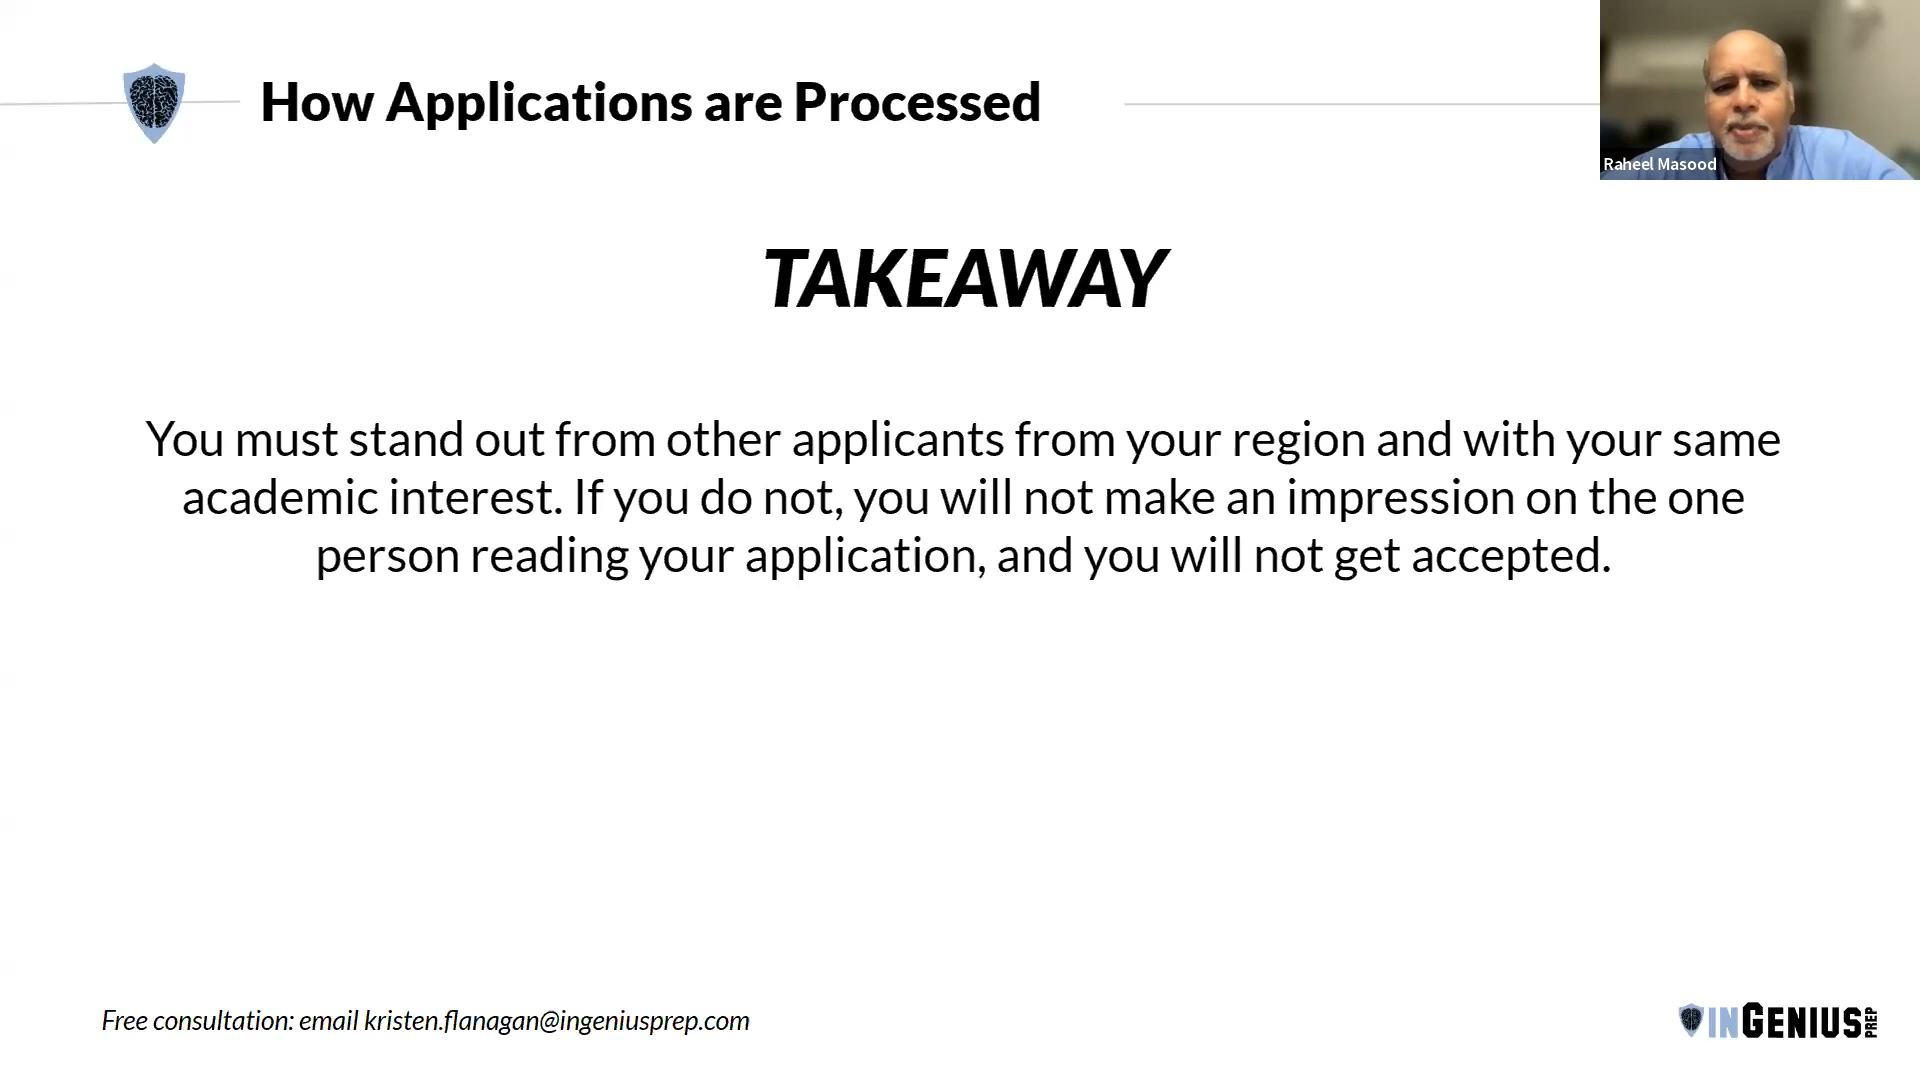 How Applications are Processed
Raheel Masood
TAKEAWAY
You must stand out from other applicants from your region and with your same
academic interest. If you do not, you will not make an impression on the one
person reading your application, and you will not get accepted.
Free consultation: email kristen.flanagan@ingeniusprep.com
INGENIUS PREP